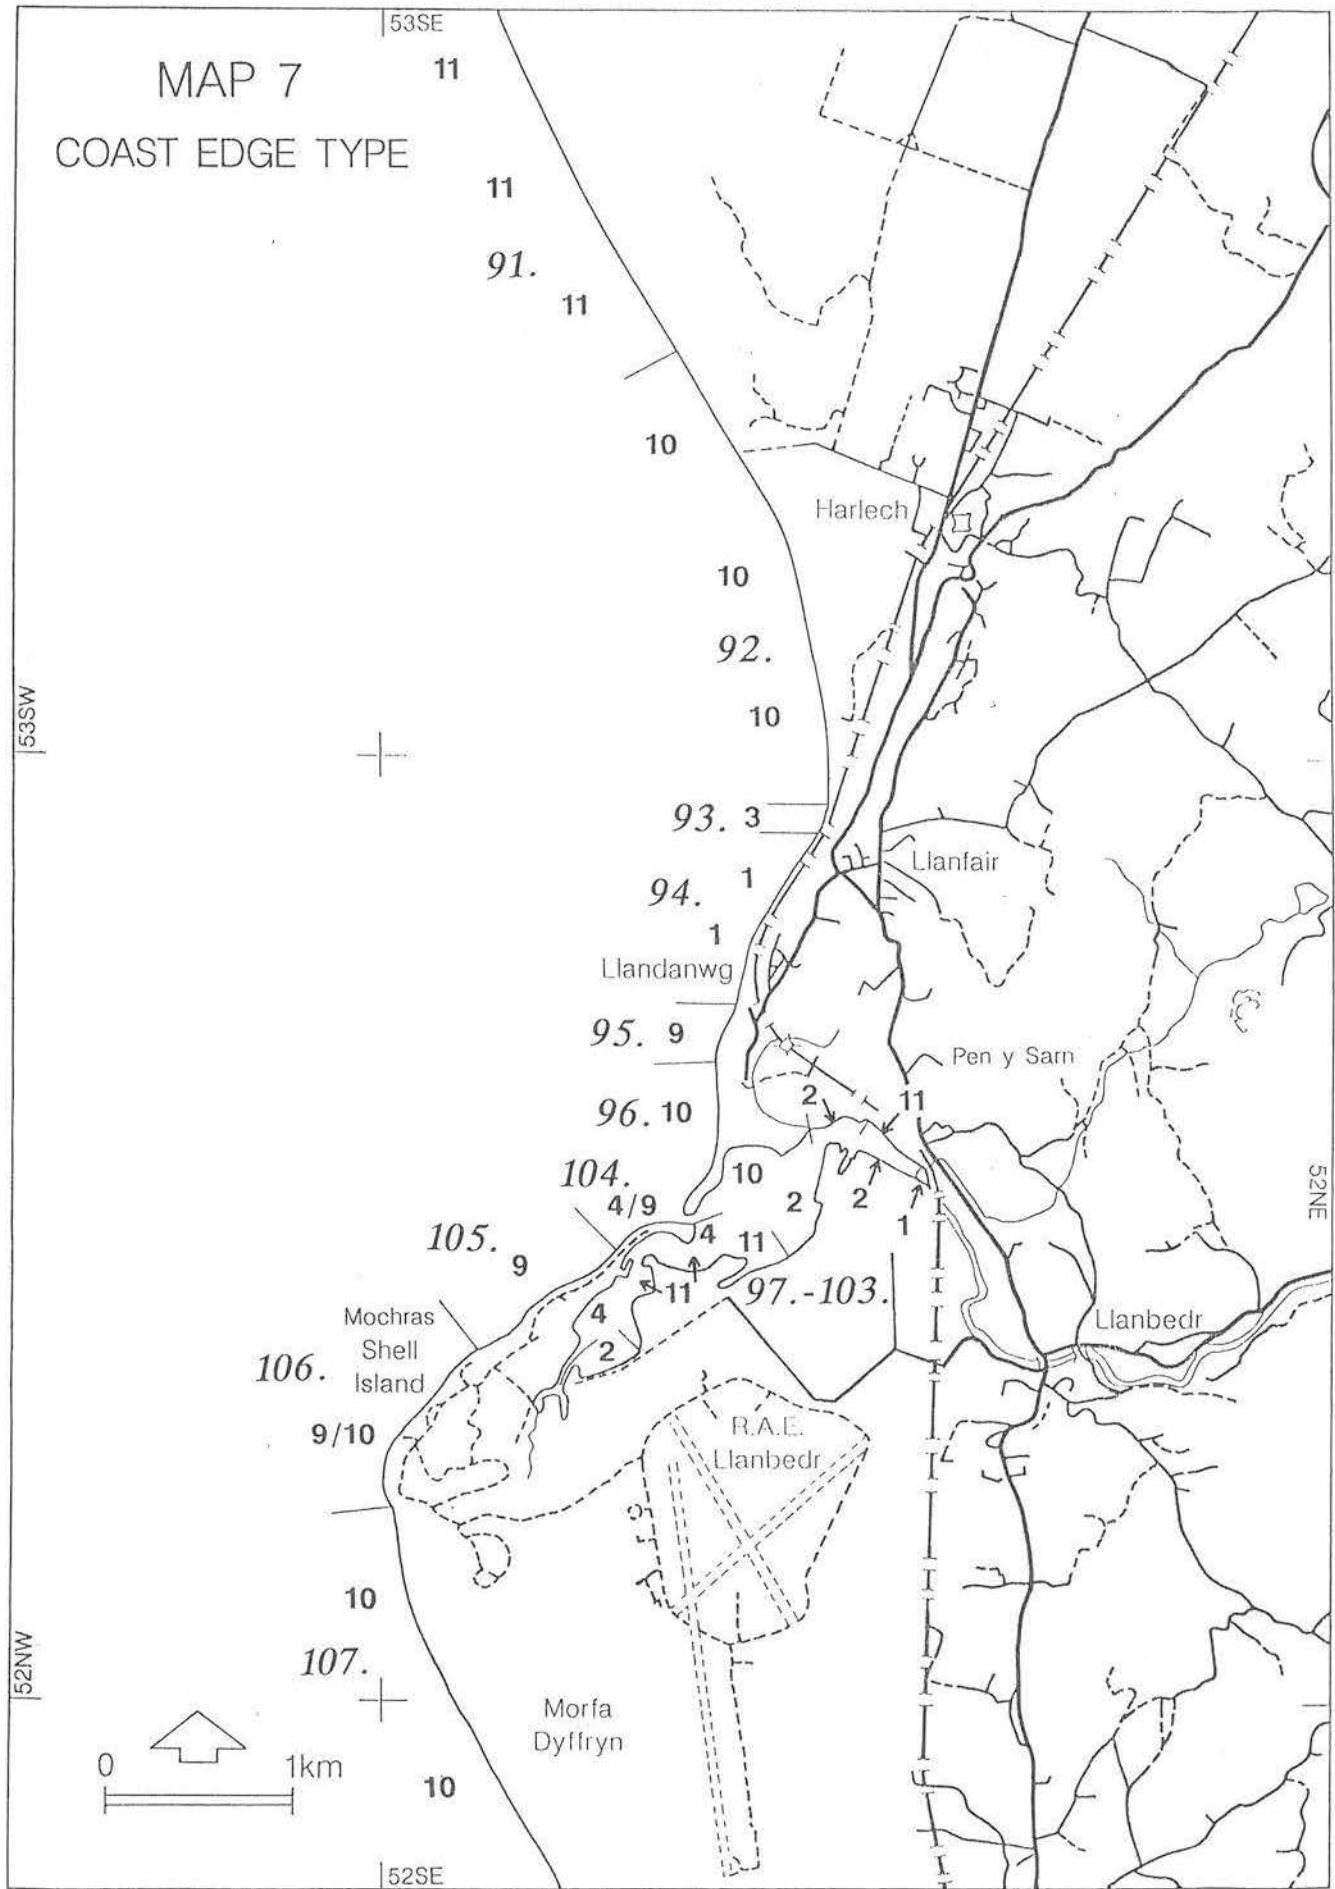 53SE
MAP 7
COAST EDGE TYPE
11
11
91.
11
10
Harlech
10
92.
10
53SW
93. 3
Llanfair
94. 1
1
Llandanwg
95. 9
Pen y Sarn
96. 10
2
11
104.
4/9
10
2
2
1
52NE
105.
9
4
11
11
97.-103.
4
2
Llanbedr
Mochras
Shell
Island
106.
9/10
R.A.E.
Llanbedr
10
107.
52NW
Morfa
Dyffryn
0 1km
10
52SE